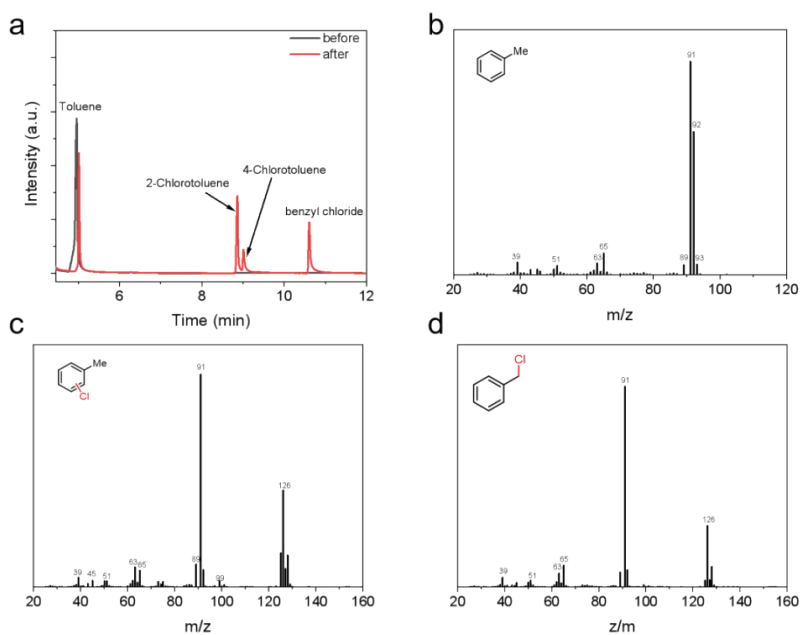 a
before
after
Toluene
2-Chlorotoluene
4-Chlorotoluene
benzyl chloride
Intensity (a.u.)
6
8
10
12
Time (min)
b
Me
91
92
39
51
63
65
89
93
20
40
60
80
100
120
m/z
c
Me
Cl
91
126
39
45
51
63
65
89
99
20
40
60
80
100
120
140
160
m/z
d
Cl
91
126
39
51
63
65
20
40
60
80
100
120
140
160
z/m